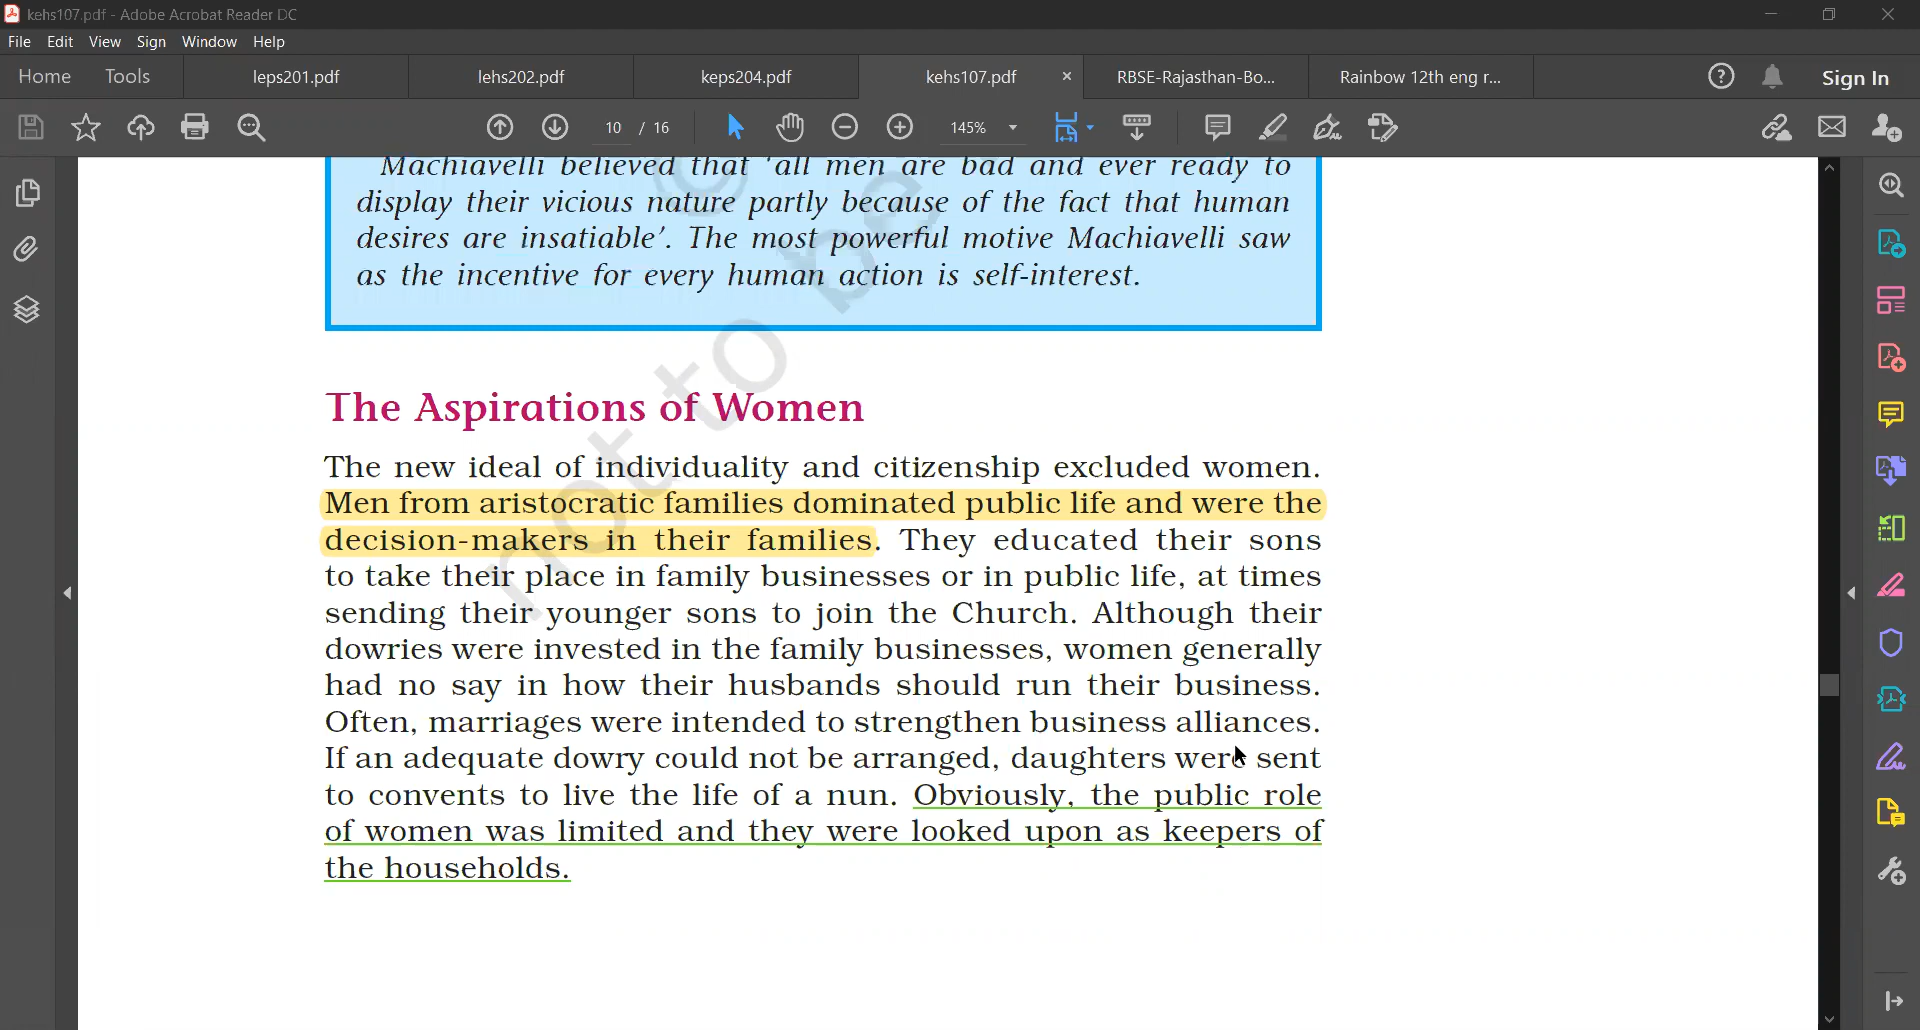 kehs107.pdf - Adobe Acrobat Reader DC
File Edit View Sign Window Help
Home Tools leps201.pdf lehs202.pdf keps204.pdf kehs107.pdf × RBSE-Rajasthan-Bo... Rainbow 12th eng r... Sign In
10 / 16 145%
Machiavelli believed that 'all men are bad and ever ready to
display their vicious nature partly because of the fact that human
desires are insatiable'. The most powerful motive Machiavelli saw
as the incentive for every human action is self-interest.
The Aspirations of Women
The new ideal of individuality and citizenship excluded women.
Men from aristocratic families dominated public life and were the
decision-makers in their families. They educated their sons
to take their place in family businesses or in public life, at times
sending their younger sons to join the Church. Although their
dowries were invested in the family businesses, women generally
had no say in how their husbands should run their business.
Often, marriages were intended to strengthen business alliances.
If an adequate dowry could not be arranged, daughters were sent
to convents to live the life of a nun. Obviously, the public role
of women was limited and they were looked upon as keepers of
the households.
©
not to be